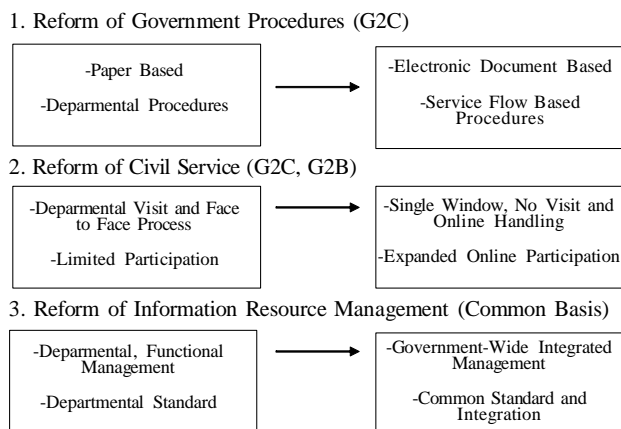 1. Reform of Government Procedures (G2C)
-Paper Based
-Deparmental Procedures
-Electronic Document Based
-Service Flow Based
Procedures
2. Reform of Civil Service (G2C, G2B)
-Deparmental Visit and Face
to Face Process
-Limited Participation
-Single Window, No Visit and
Online Handling
-Expanded Online Participation
3. Reform of Information Resource Management (Common Basis)
-Deparmental, Functional
Management
-Departmental Standard
-Government-Wide Integrated
Management
-Common Standard and
Integration